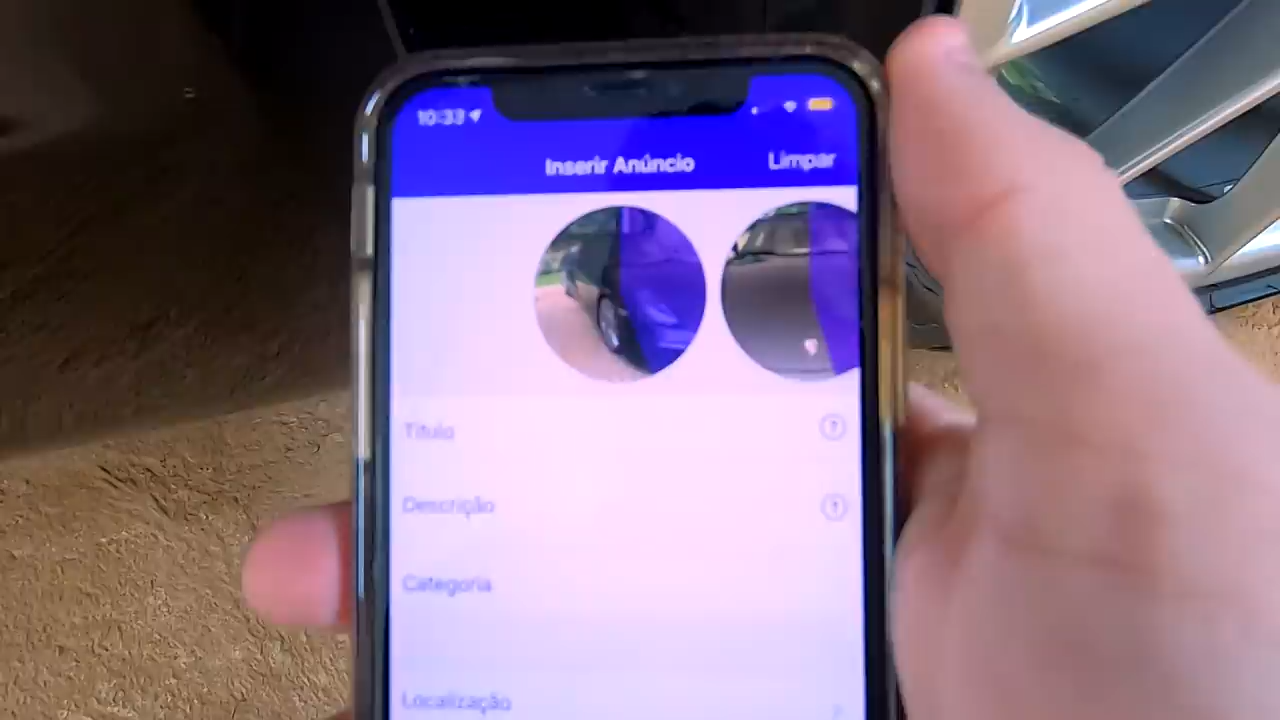 10:33
Inserir Anúncio
Limpar
Título
?
Descrição
?
Categoria
Localização